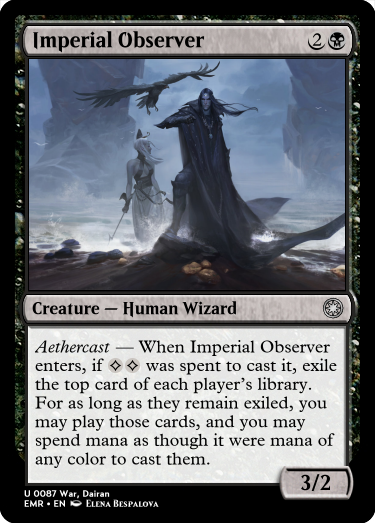 Imperial Observer 2
Creature — Human Wizard
Aethercast — When Imperial Observer
enters, if was spent to cast it, exile
the top card of each player's library.
For as long as they remain exiled, you
may play those cards, and you may
spend mana as though it were mana of
any color to cast them.
3/2
U 0087 War, Dairan
EMR • EN Elena Bespalova